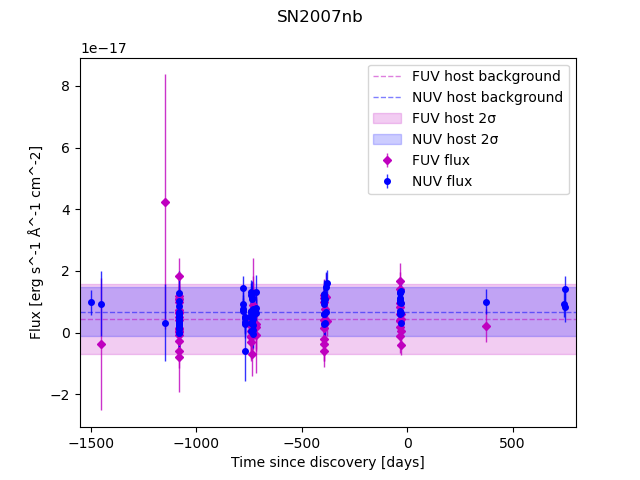 SN2007nb
1e−17
FUV host background
NUV host background
FUV host 2σ
NUV host 2σ
FUV flux
NUV flux
8
6
4
2
0
−2
Flux [erg s^-1 Å^-1 cm^-2]
−1500 −1000 −500 0 500
Time since discovery [days]